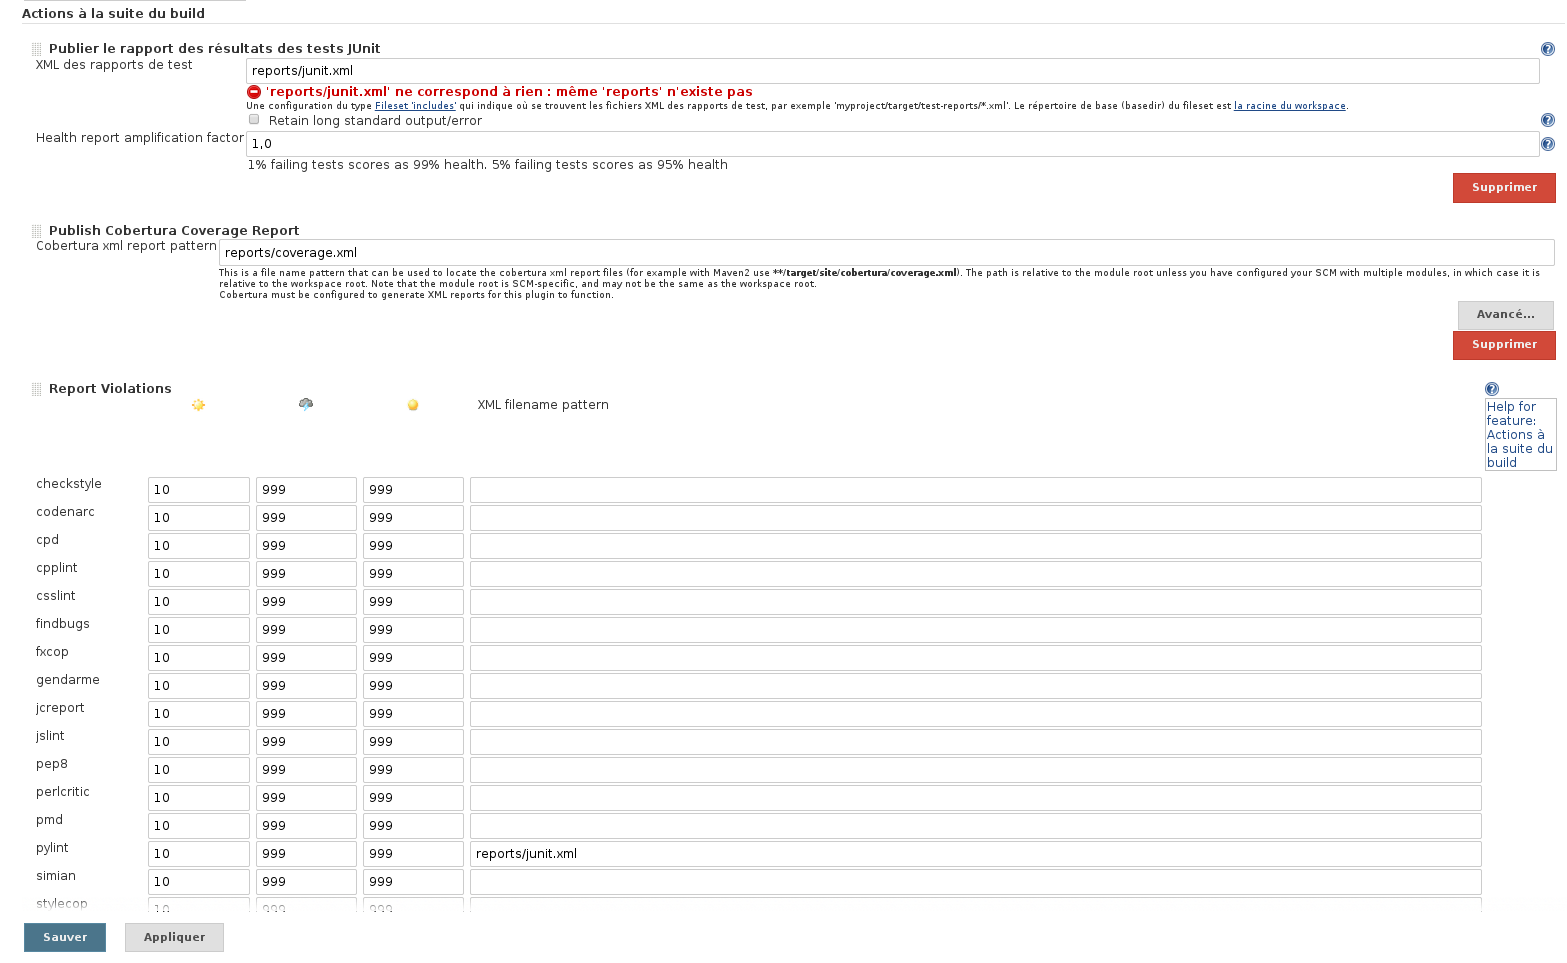 Actions à la suite du build
Publier le rapport des résultats des tests JUnit
XML des rapports de test
reports/junit.xml
'reports/junit.xml' ne correspond à rien : même 'reports' n'existe pas
Une configuration du type Fileset 'includes' qui indique où se trouvent les fichiers XML des rapports de test, par exemple 'myproject/target/test-reports/*.xml'. Le répertoire de base (basedir) du fileset est la racine du workspace.
Retain long standard output/error
Health report amplification factor
1,0
1% failing tests scores as 99% health. 5% failing tests scores as 95% health
Supprimer
Publish Cobertura Coverage Report
Cobertura xml report pattern
reports/coverage.xml
This is a file name pattern that can be used to locate the cobertura xml report files (for example with Maven2 use **/target/site/cobertura/coverage.xml). The path is relative to the module root unless you have configured your SCM with multiple modules, in which case it is
relative to the workspace root. Note that the module root is SCM-specific, and may not be the same as the workspace root.
Cobertura must be configured to generate XML reports for this plugin to function.
Avancé...
Supprimer
Report Violations
XML filename pattern
Help for
feature:
Actions à
la suite du
build
checkstyle 10 999 999
codenarc 10 999 999
cpd 10 999 999
cpplint 10 999 999
csslint 10 999 999
findbugs 10 999 999
fxcop 10 999 999
gendarme 10 999 999
jcreport 10 999 999
jslint 10 999 999
pep8 10 999 999
perlcritic 10 999 999
pmd 10 999 999
pylint 10 999 999 reports/junit.xml
simian 10 999 999
stylecop 10 999 999
Sauver Appliquer